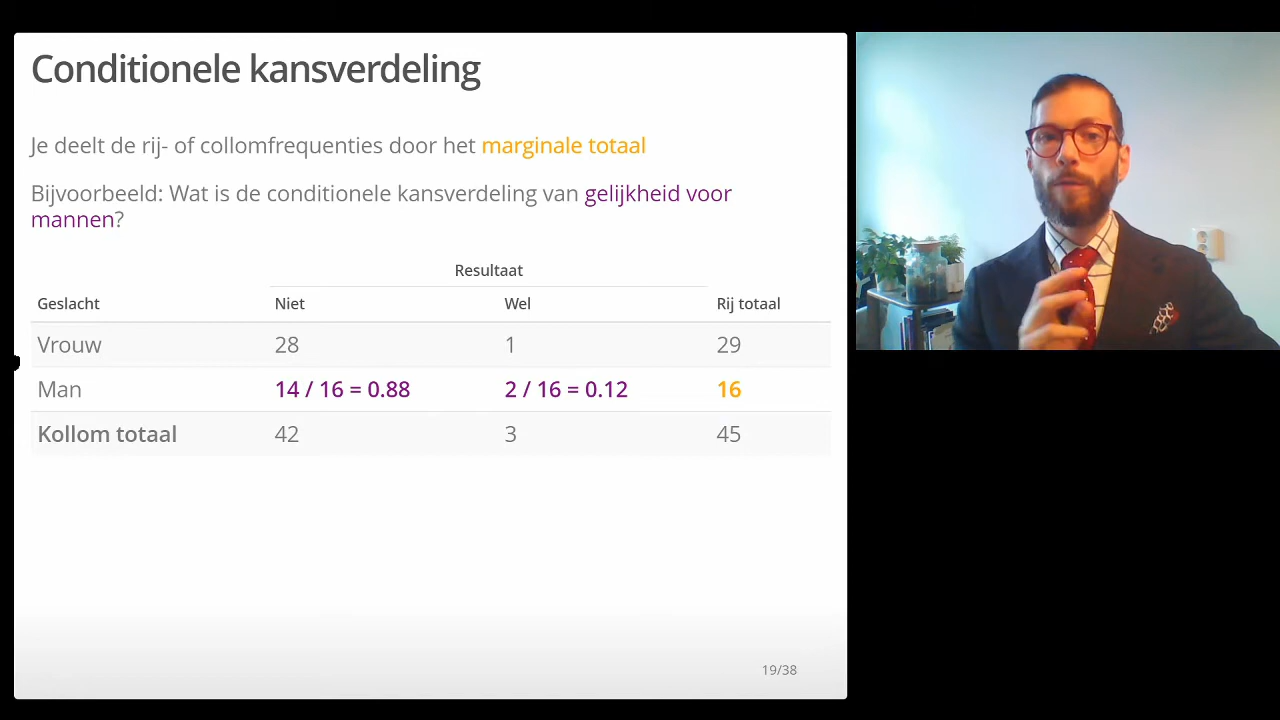 Conditionele kansverdeling
Je deelt de rij- of collomfrequenties door het marginale totaal
Bijvoorbeeld: Wat is de conditionele kansverdeling van gelijkheid voor
mannen?
Resultaat
Geslacht Niet Wel Rij totaal
Vrouw 28 1 29
Man 14 / 16 = 0.88 2 / 16 = 0.12 16
Kollom totaal 42 3 45
19/38